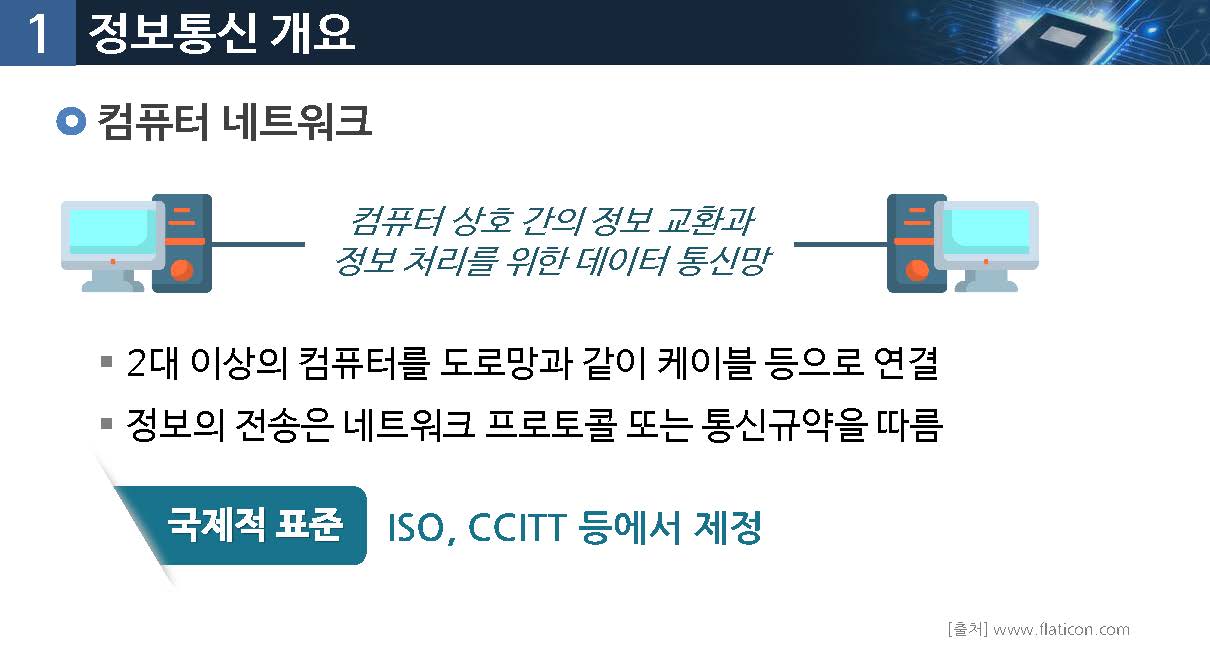 1 정보통신 개요
컴퓨터 네트워크
컴퓨터 상호 간의 정보 교환과
정보 처리를 위한 데이터 통신망
▪ 2대 이상의 컴퓨터를 도로망과 같이 케이블 등으로 연결
▪ 정보의 전송은 네트워크 프로토콜 또는 통신규약을 따름
국제적 표준 ISO, CCITT 등에서 제정
[출처] www.flaticon.com